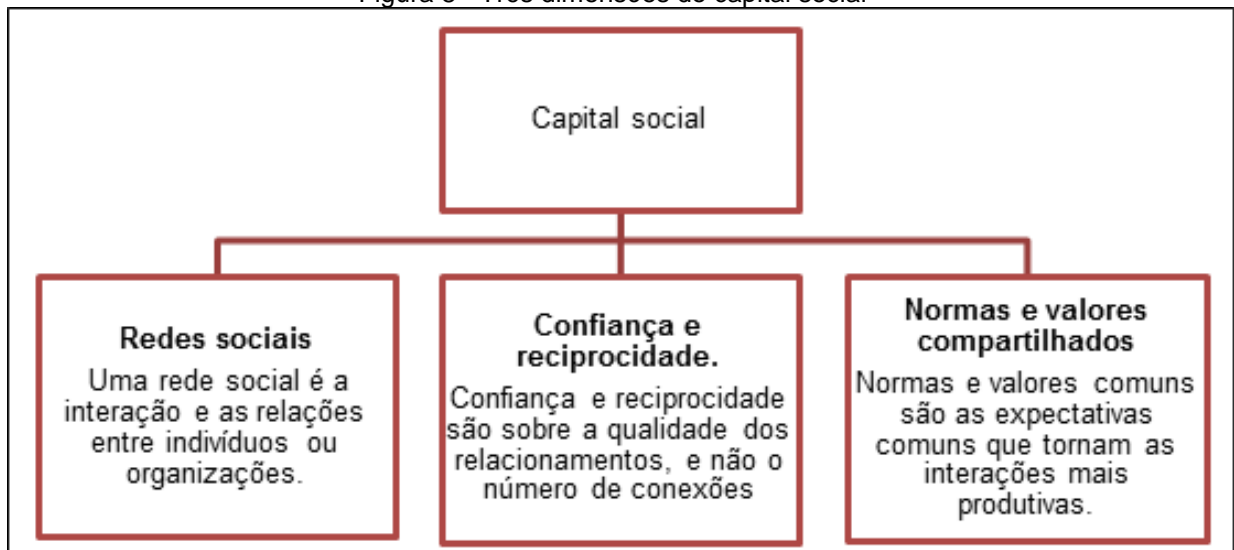 Capital social
Redes sociais
Uma rede social é a
interação e as relações
entre indivíduos ou
organizações.
Confiança e
reciprocidade.
Confiança e reciprocidade
são sobre a qualidade dos
relacionamentos, e não o
número de conexões
Normas e valores
compartilhados
Normas e valores comuns
são as expectativas
comuns que tornam as
interações mais
produtivas.